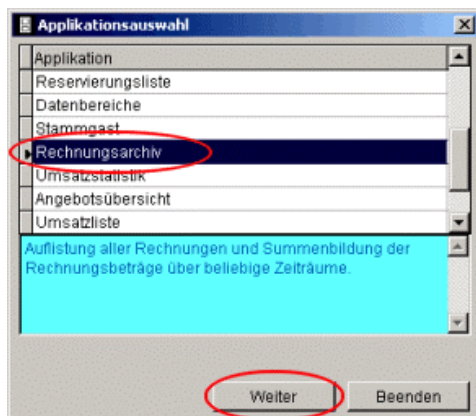 Applikationsauswahl
Applikation
Reservierungsliste
Datenbereiche
Stammgast
Rechnungsarchiv
Umsatzstatistik
Angebotsübersicht
Umsatzliste
Auflistung aller Rechnungen und Summenbildung der
Rechnungsbeträge über beliebige Zeiträume.
Weiter Beenden